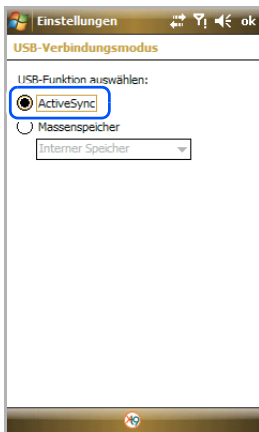 Einstellungen ok
USB-Verbindungsmodus
USB-Funktion auswählen:
ActiveSync
Massenspeicher
Interner Speicher